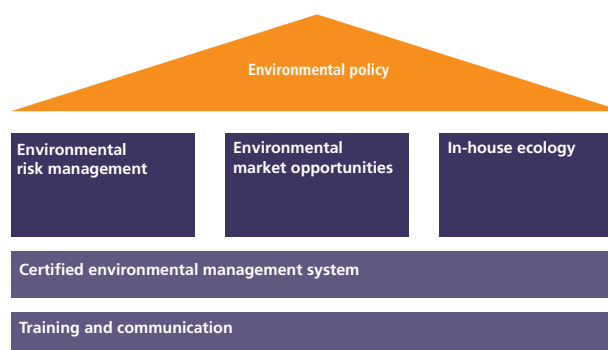 Environmental policy
Environmental
risk management
Environmental
market opportunities
In-house ecology
Certified environmental management system
Training and communication